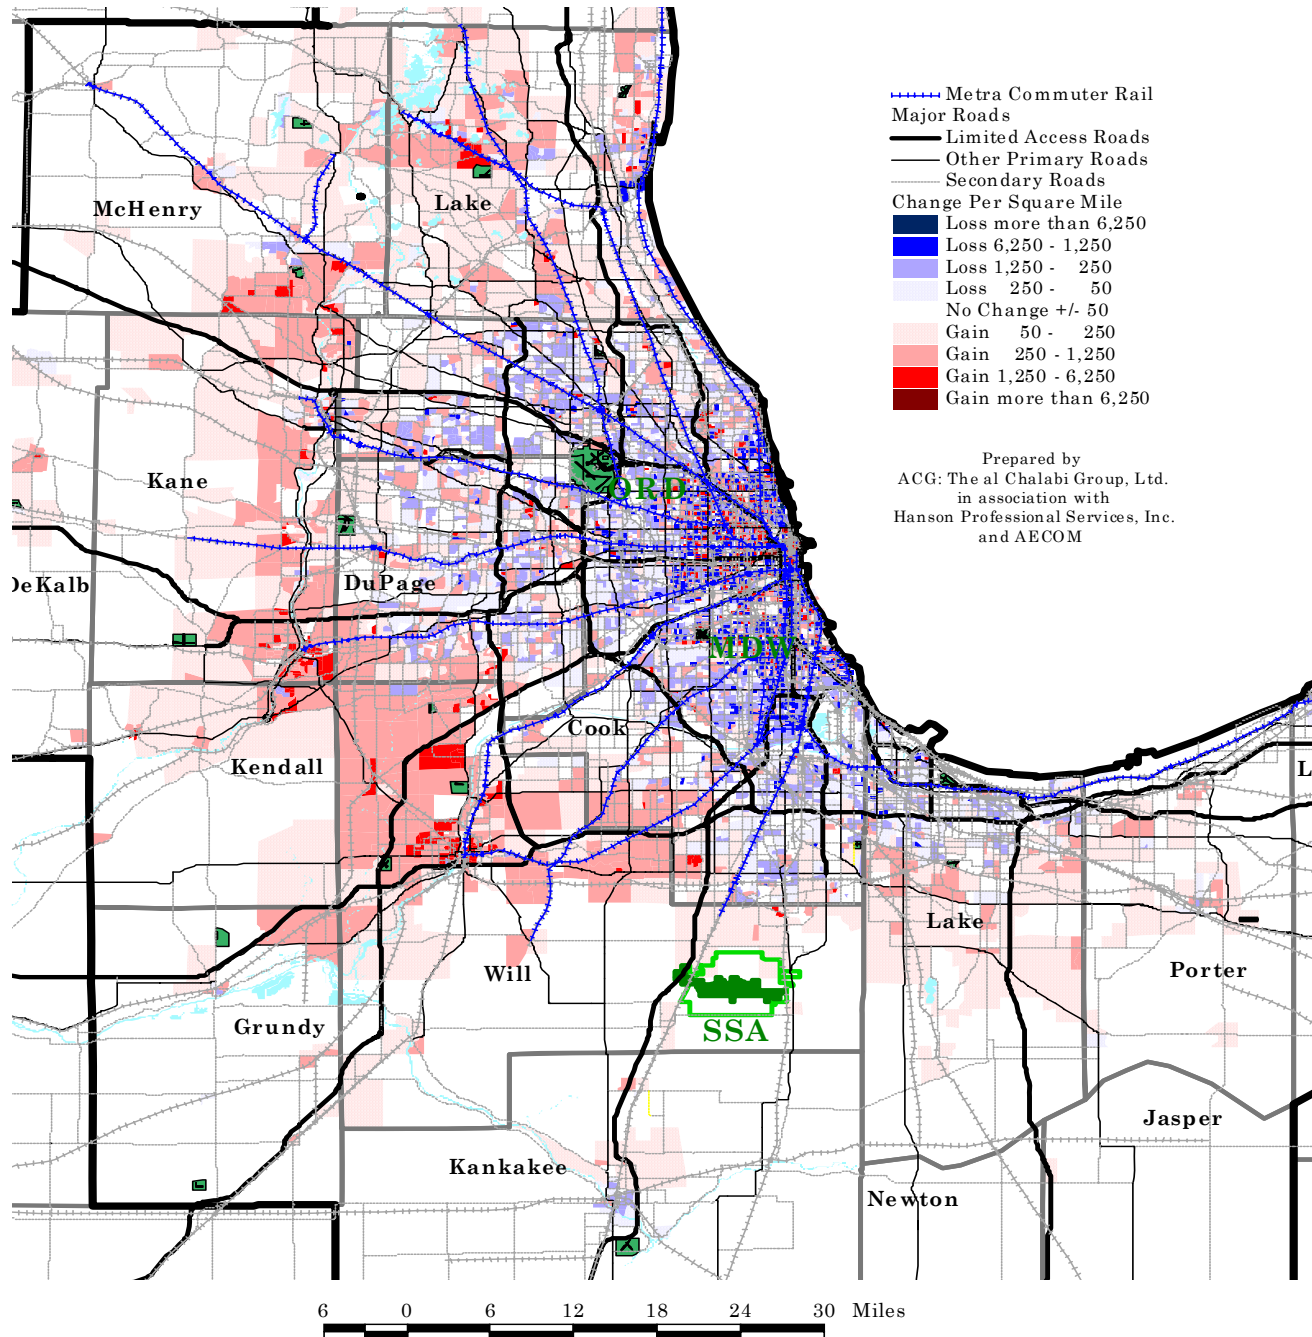 Metra Commuter Rail
Major Roads
Limited Access Roads
Other Primary Roads
Secondary Roads
Change Per Square Mile
Loss more than 6,250
Loss 6,250 - 1,250
Loss 1,250 - 250
Loss 250 - 50
No Change +/- 50
Gain 50 - 250
Gain 250 - 1,250
Gain 1,250 - 6,250
Gain more than 6,250
Prepared by
ACG: The al Chalabi Group, Ltd.
in association with
Hanson Professional Services, Inc.
and AECOM
McHenry
Lake
Kane
ORD
DeKalb
DuPage
MDW
Cook
Kendall
L
Lake
Will
Porter
Grundy
SSA
Jasper
Kankakee
Newton
6 0 6 12 18 24 30 Miles